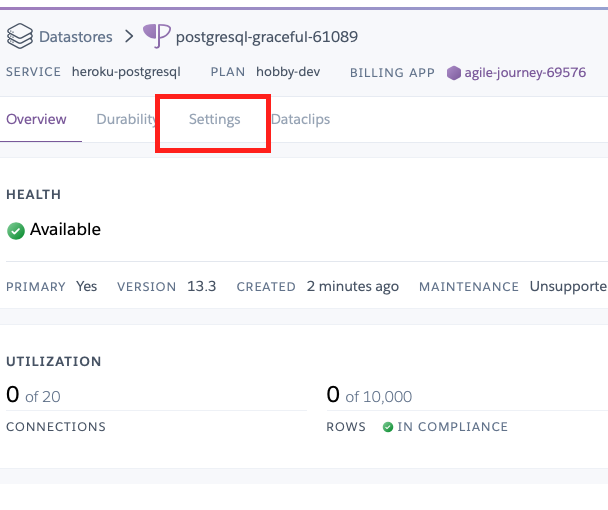 Datastores > postgresql-graceful-61089
SERVICE heroku-postgresql PLAN hobby-dev BILLING APP agile-journey-69576
Overview Durability Settings Dataclips
HEALTH
Available
PRIMARY Yes VERSION 13.3 CREATED 2 minutes ago MAINTENANCE Unsupporte
UTILIZATION
0 of 20 0 of 10,000
CONNECTIONS ROWS IN COMPLIANCE